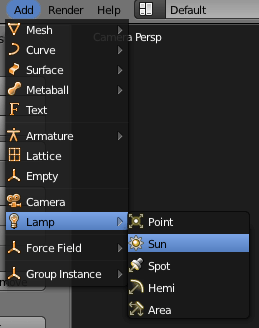 Add Render Help Default
Camera Persp
Mesh
Curve
Surface
Metaball
Text
Armature
Lattice
Empty
Camera
Lamp
Point
Sun
Spot
Hemi
Area
Force Field
Group Instance